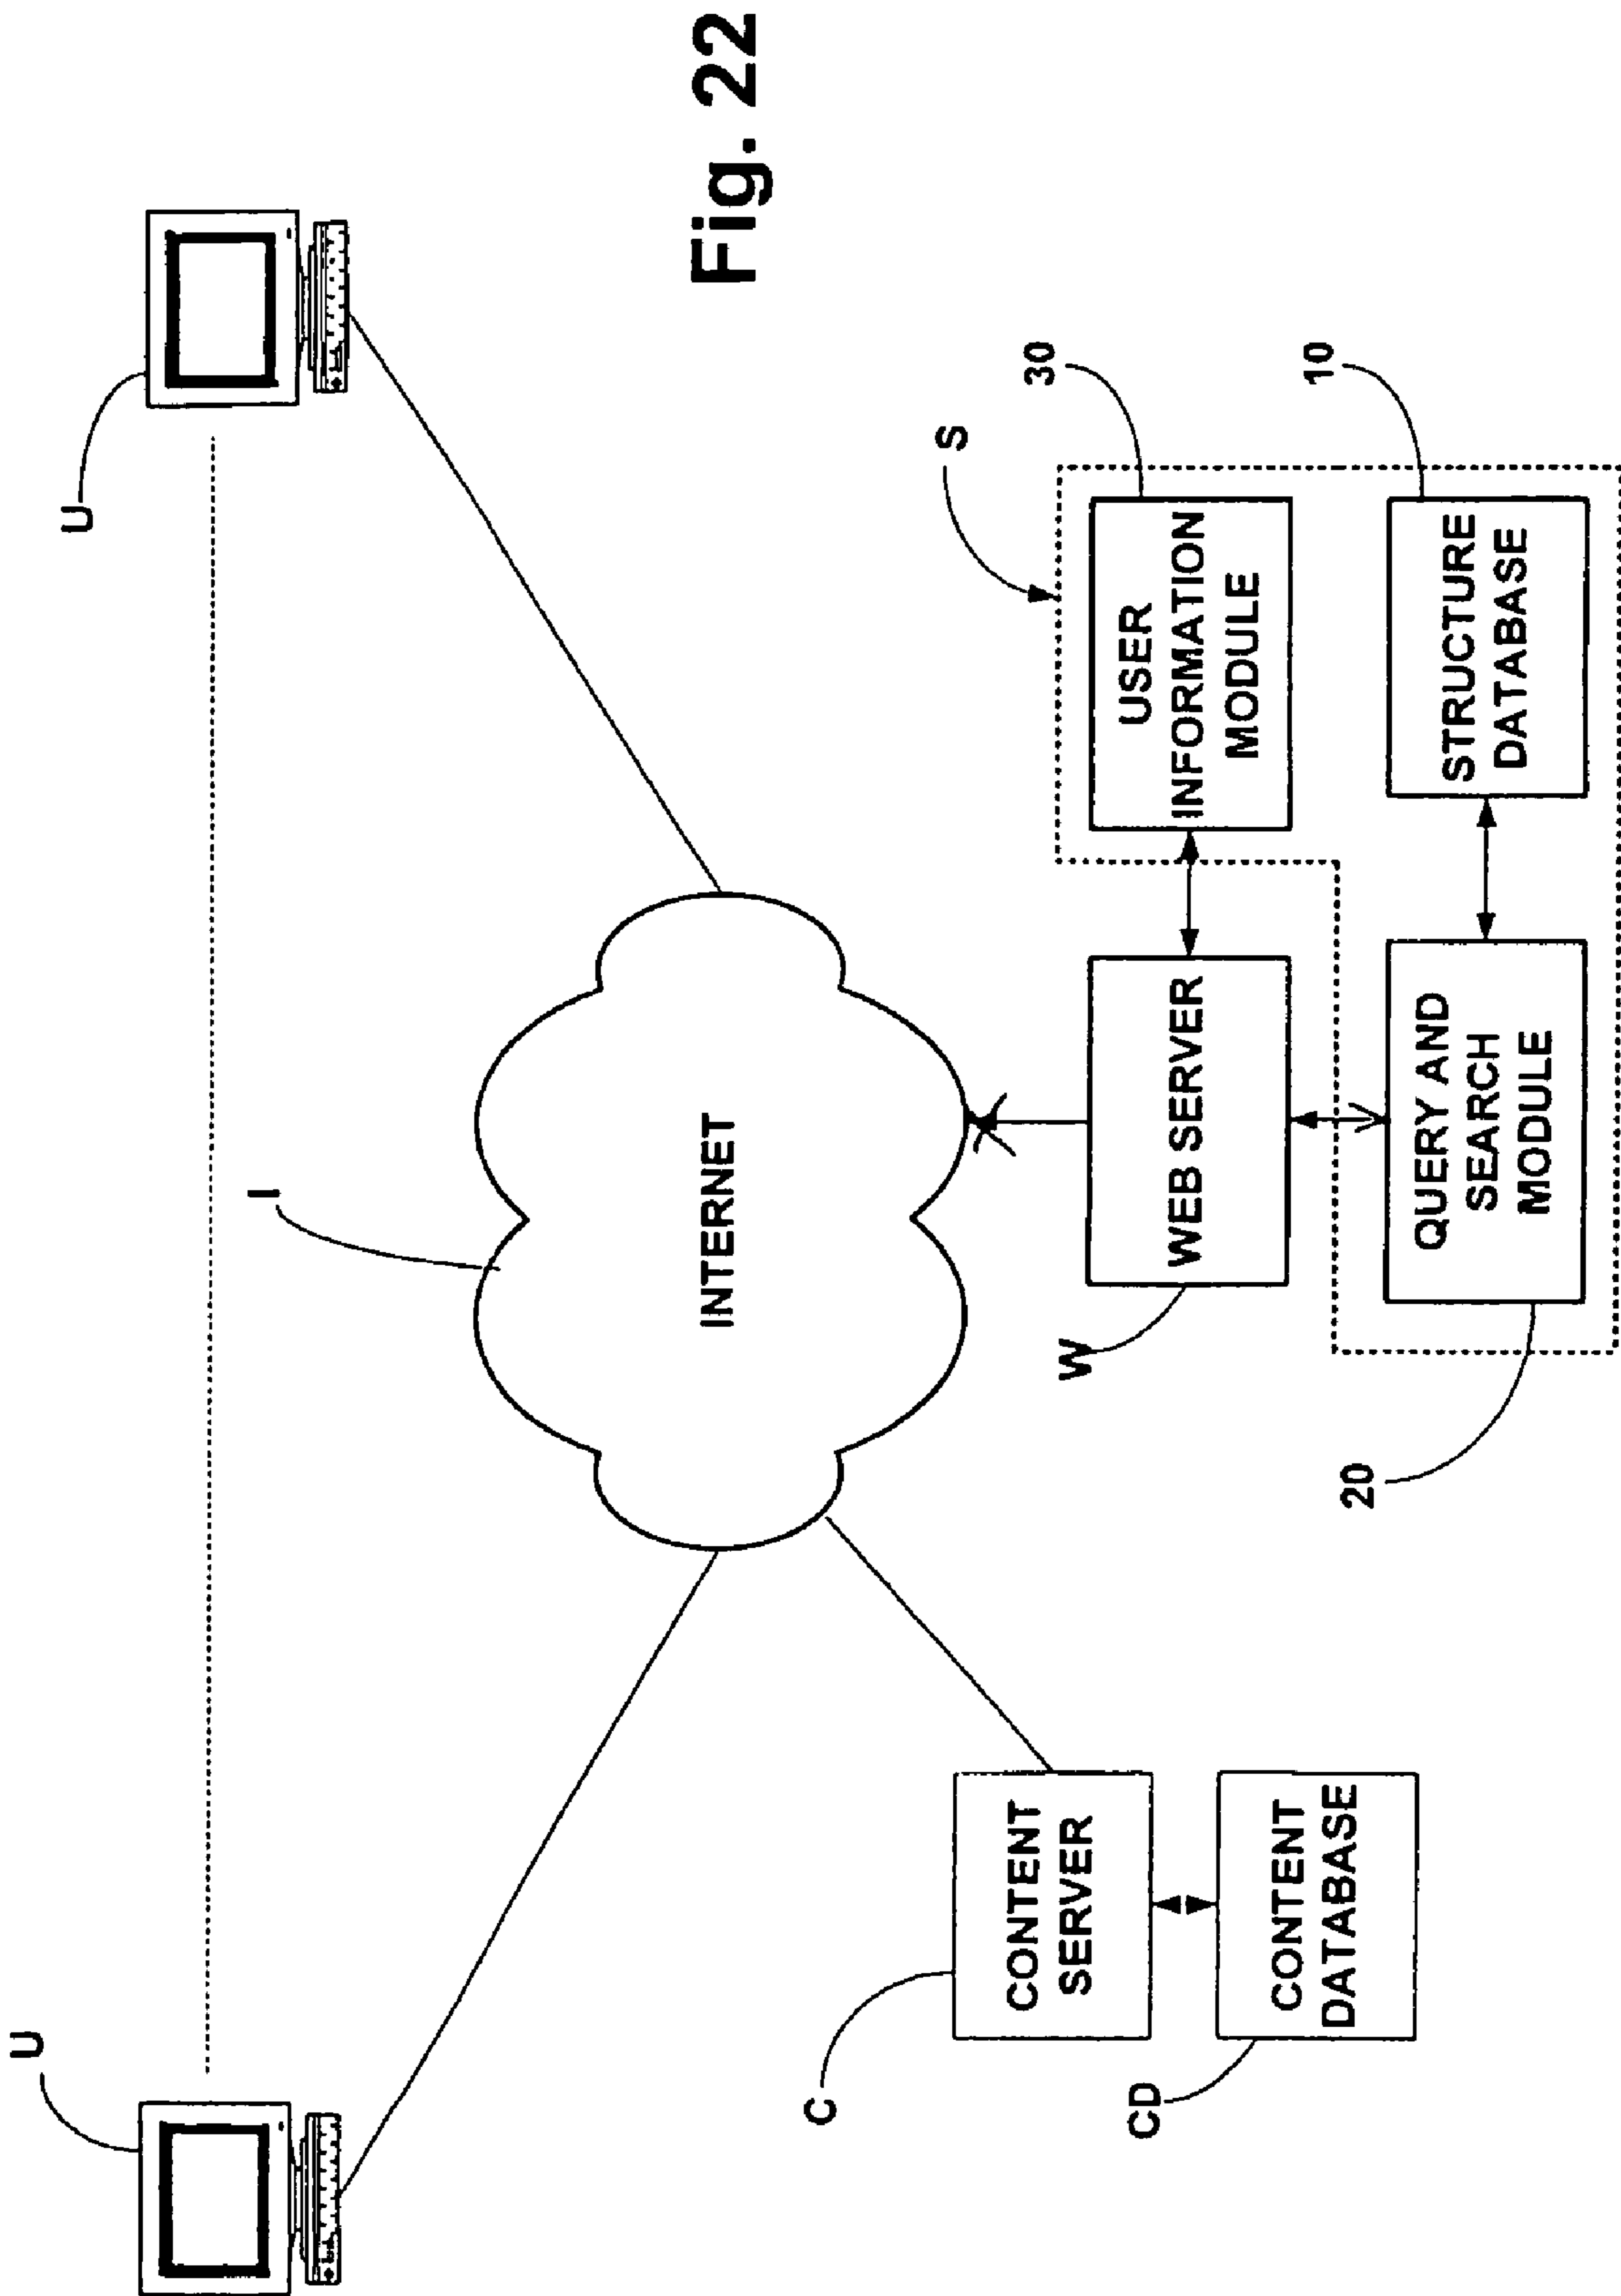 Fig. 22
U
U
I
INTERNET
C
CONTENT
SERVER
CD
CONTENT
DATABASE
W
WEB SERVER
S
USER
INFORMATION
MODULE
30
20
QUERY AND
SEARCH
MODULE
STRUCTURE
DATABASE
10